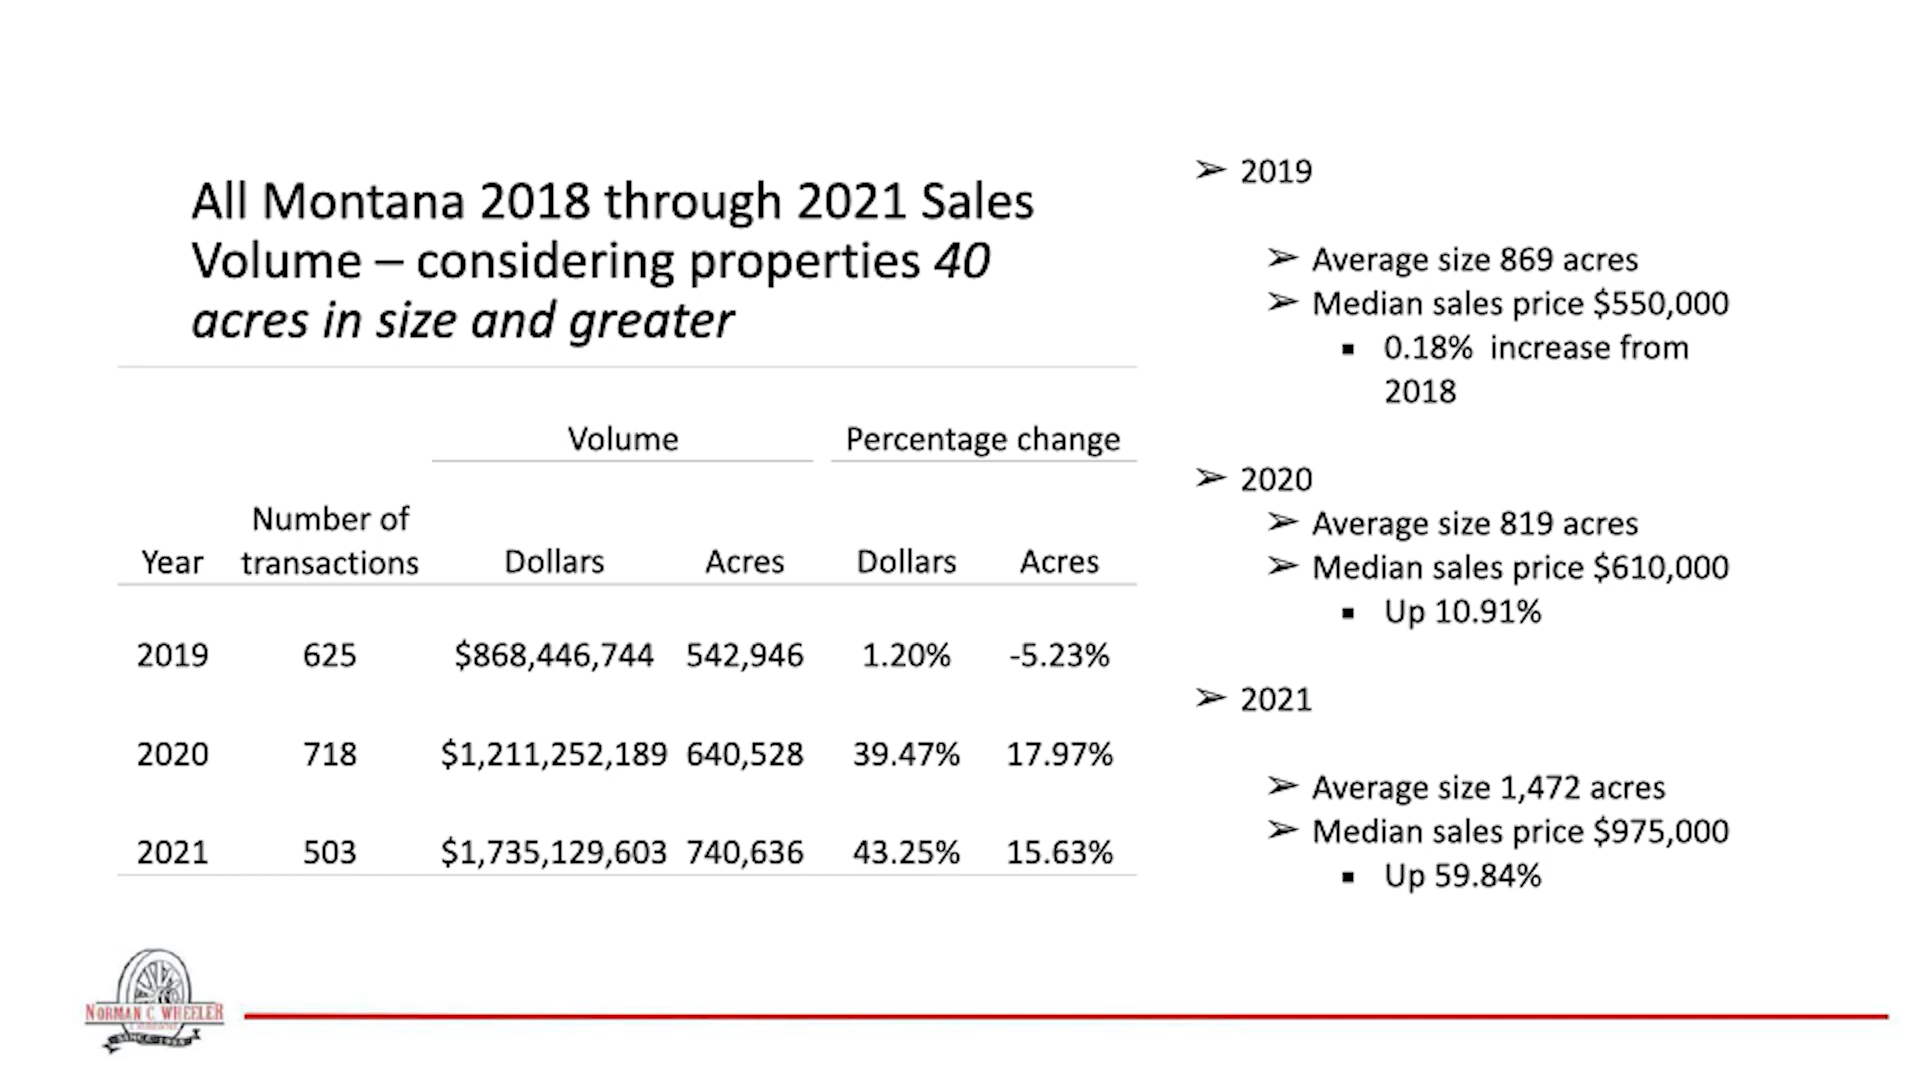 All Montana 2018 through 2021 Sales
Volume – considering properties 40
acres in size and greater
Volume Percentage change
Number of
Year transactions Dollars Acres Dollars Acres
2019 625 $868,446,744 542,946 1.20% -5.23%
2020 718 $1,211,252,189 640,528 39.47% 17.97%
2021 503 $1,735,129,603 740,636 43.25% 15.63%
➢ 2019
➢ Average size 869 acres
➢ Median sales price $550,000
▪ 0.18% increase from
2018
➢ 2020
➢ Average size 819 acres
➢ Median sales price $610,000
▪ Up 10.91%
➢ 2021
➢ Average size 1,472 acres
➢ Median sales price $975,000
▪ Up 59.84%
NORMAN C. WHEELER